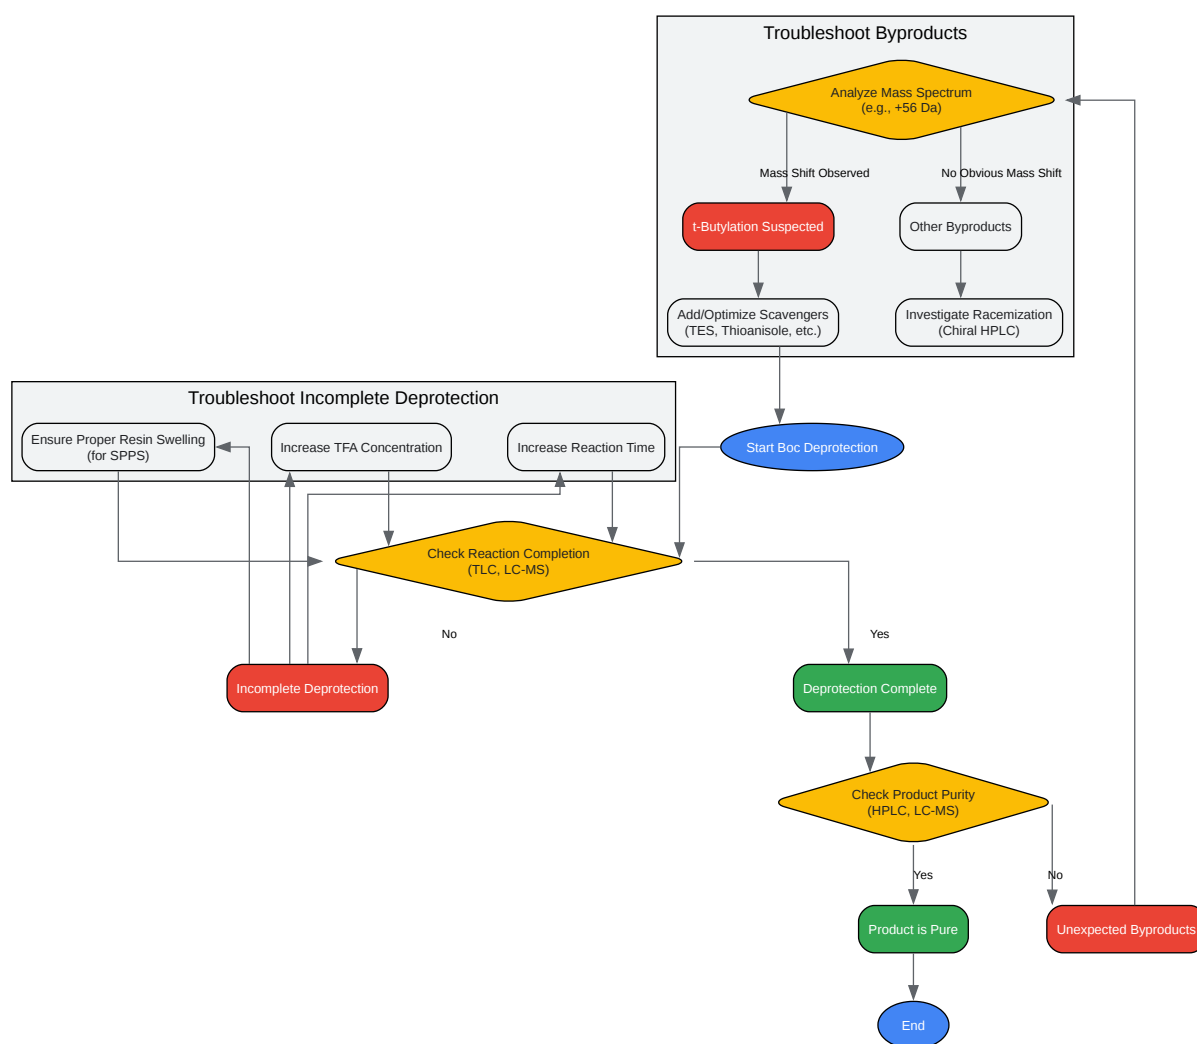 Troubleshoot Byproducts
Analyze Mass Spectrum
(e.g., +56 Da)
Mass Shift Observed
No Obvious Mass Shift
t-Butylation Suspected
Other Byproducts
Add/Optimize Scavengers
(TES, Thioanisole, etc.)
Investigate Racemization
(Chiral HPLC)
Troubleshoot Incomplete Deprotection
Ensure Proper Resin Swelling
(for SPPS)
Increase TFA Concentration
Increase Reaction Time
Start Boc Deprotection
Check Reaction Completion
(TLC, LC-MS)
No
Yes
Incomplete Deprotection
Deprotection Complete
Check Product Purity
(HPLC, LC-MS)
Yes
No
Product is Pure
Unexpected Byproducts
End